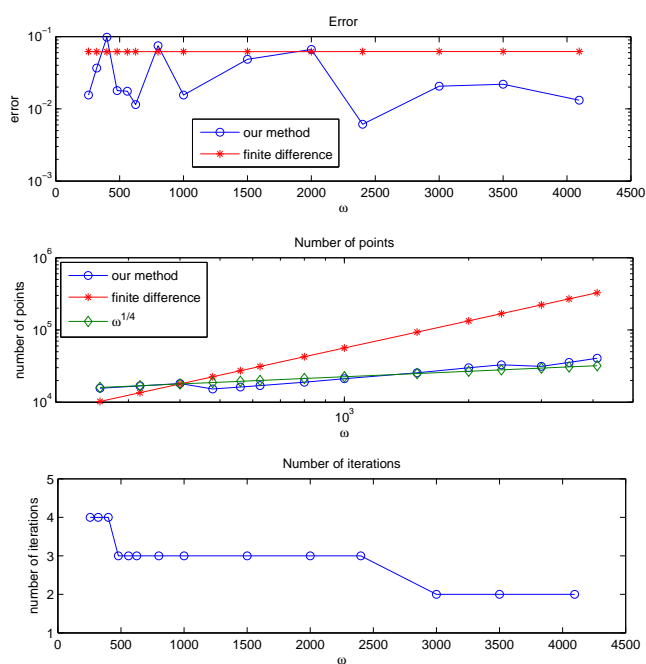 Error
10^-1
10^-2
10^-3
error
our method
finite difference
0 500 1000 1500 2000 2500 3000 3500 4000 4500
ω
Number of points
10^6
10^5
10^4
number of points
our method
finite difference
ω^1/4
10^3
ω
Number of iterations
5
4
3
2
1
number of iterations
0 500 1000 1500 2000 2500 3000 3500 4000 4500
ω